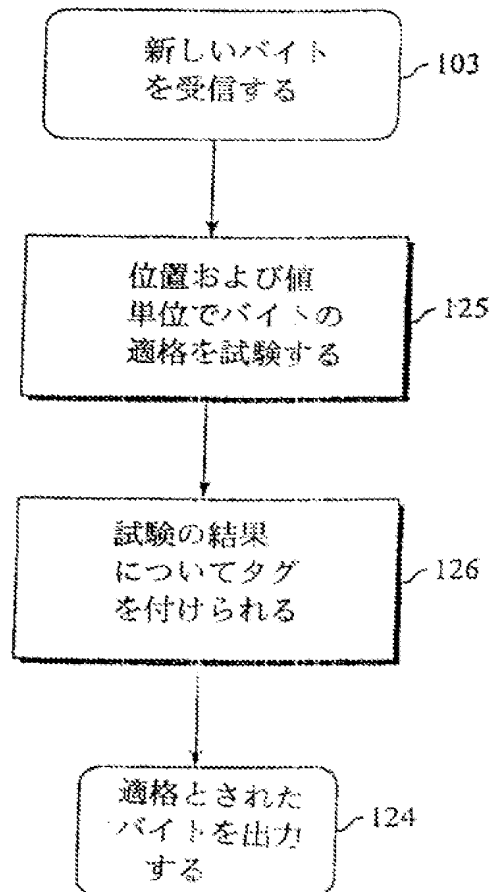 新しいバイト
を受信する
103
位置および値
単位でバイトの
適格を試験する
125
試験の結果
についてタグ
を付けられる
126
適格とされた
バイトを出力
する
124